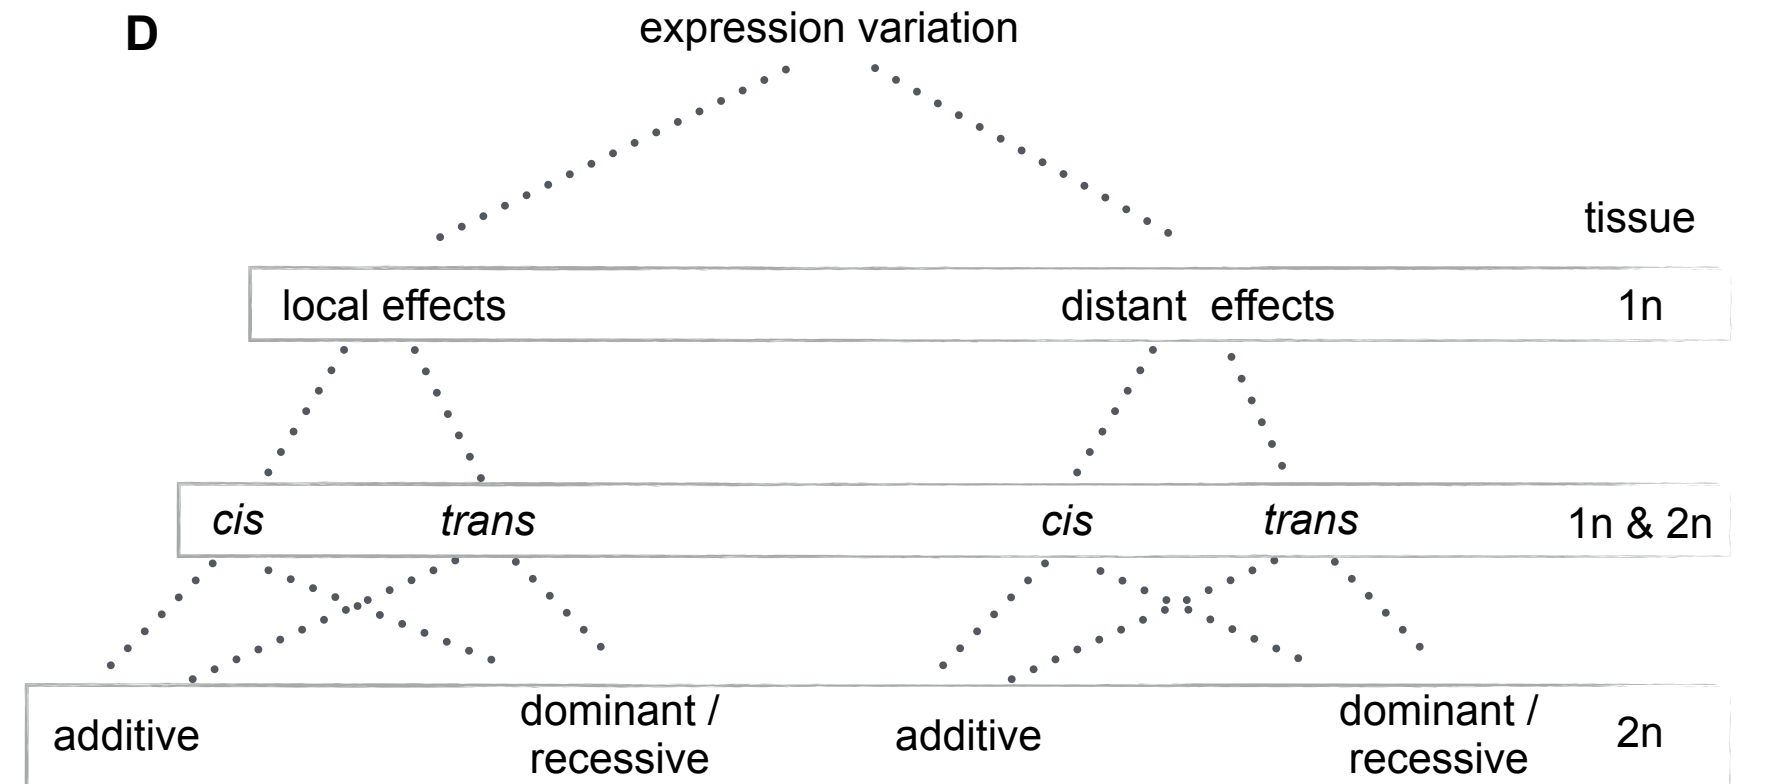 D
expression variation
tissue
local effects distant effects 1n
cis trans cis trans 1n & 2n
additive dominant / recessive additive dominant / recessive 2n